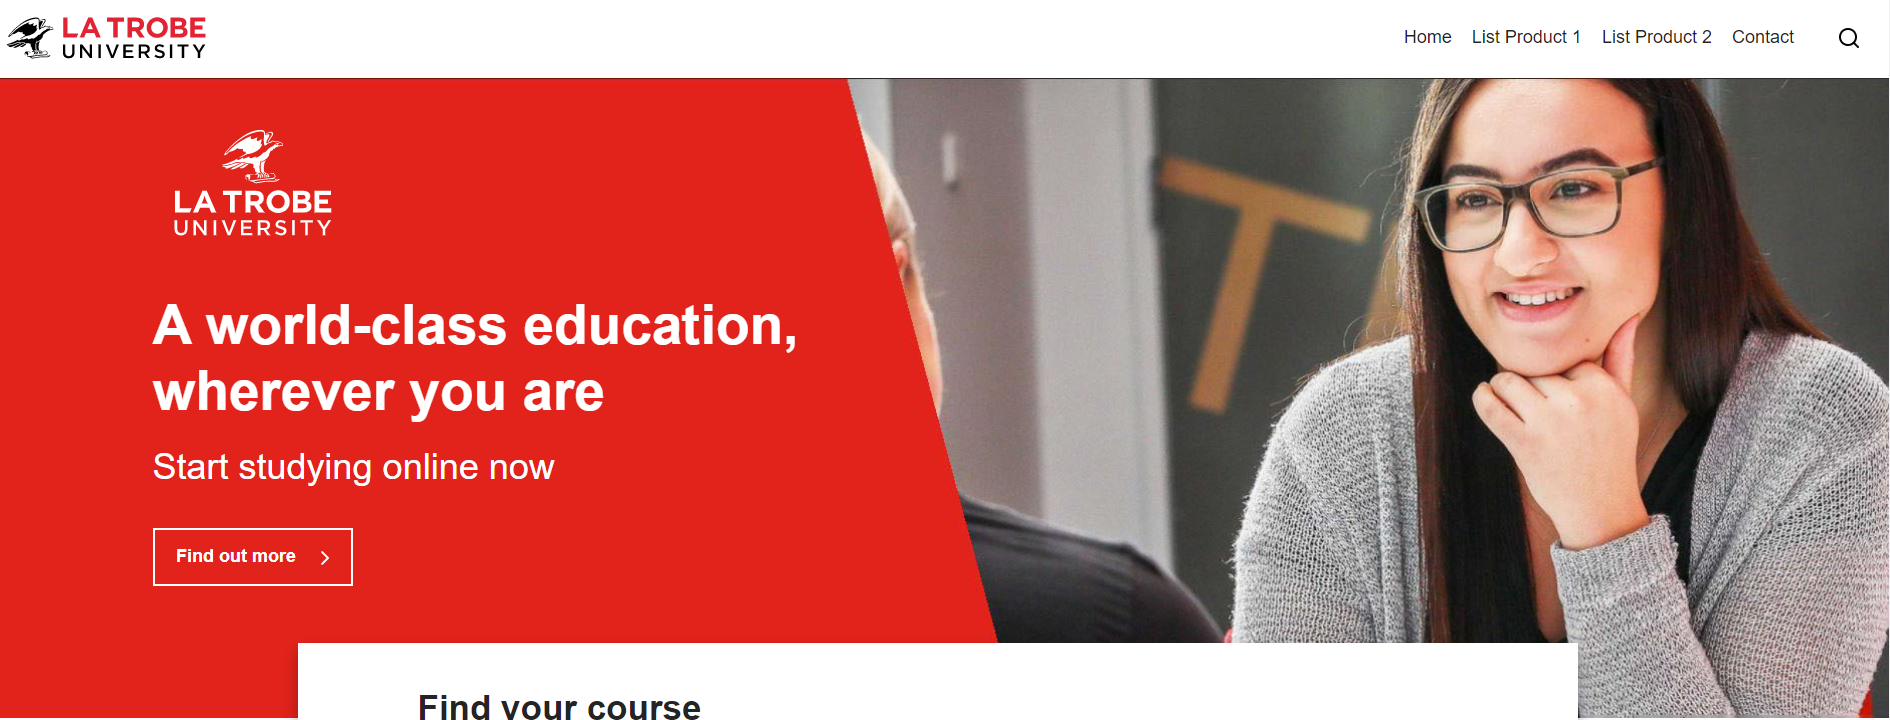 LA TROBE
UNIVERSITY
Home List Product 1 List Product 2 Contact
LA TROBE
UNIVERSITY
A world-class education,
wherever you are
Start studying online now
Find out more
T
Find your course